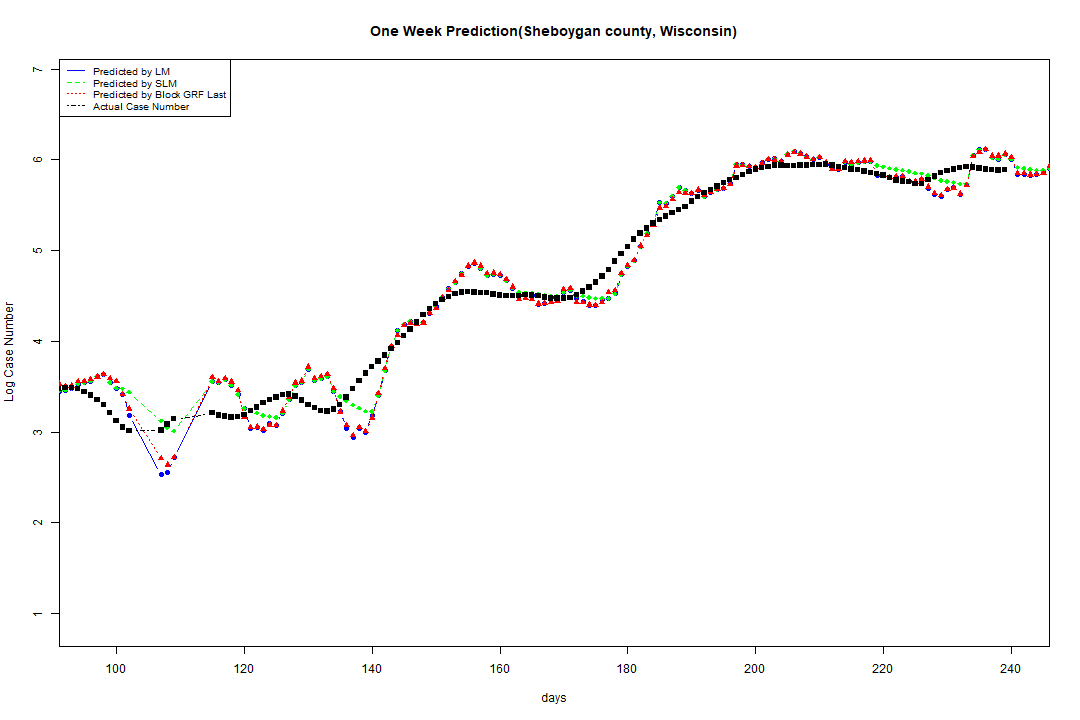 One Week Prediction(Sheboygan county, Wisconsin)
Predicted by LM
Predicted by SLM
Predicted by Block GRF Last
Actual Case Number
7
6
5
4
3
2
1
Log Case Number
100 120 140 160 180 200 220 240
days